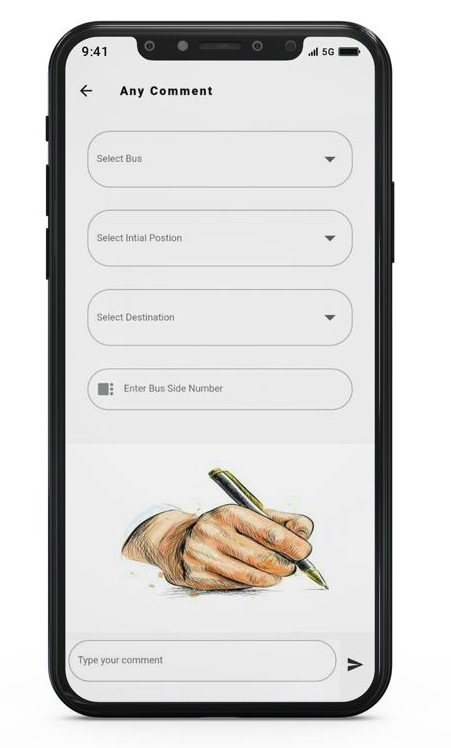 9:41
5G
Any Comment
Select Bus
Select Intial Postion
Select Destination
Enter Bus Side Number
Type your comment